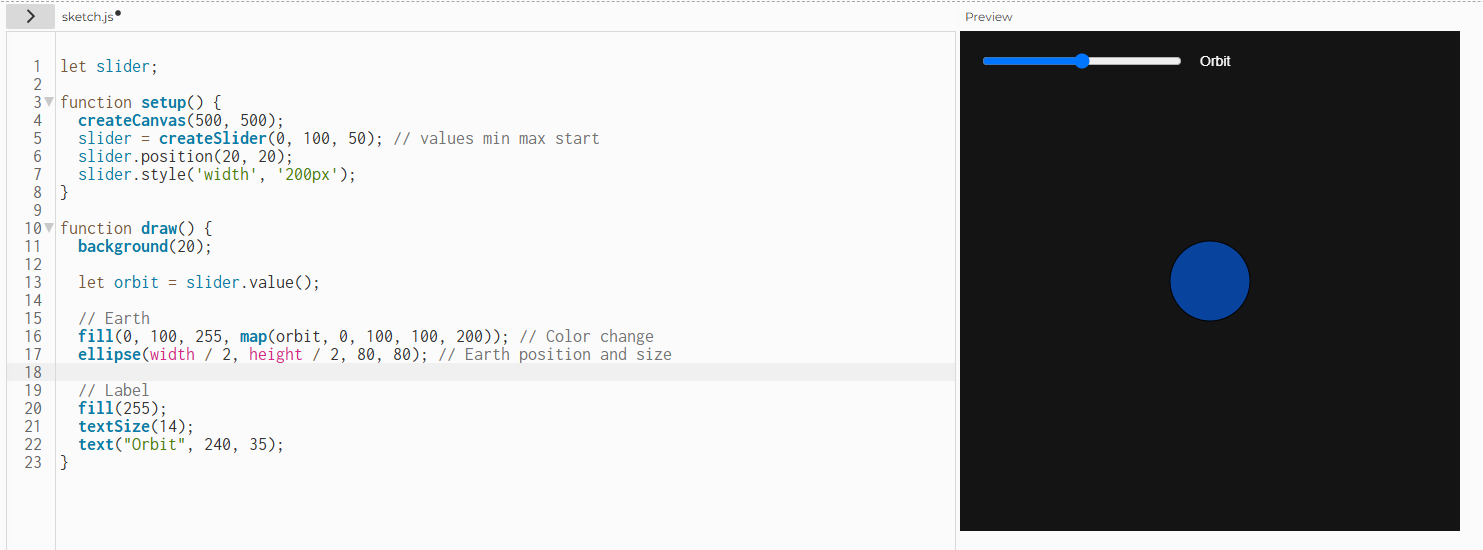 sketch.js
Preview
1 let slider;
2
3 function setup() {
4 createCanvas(500, 500);
5 slider = createSlider(0, 100, 50); // values min max start
6 slider.position(20, 20);
7 slider.style('width', '200px');
8 }
9
10 function draw() {
11 background(20);
12
13 let orbit = slider.value();
14
15 // Earth
16 fill(0, 100, 255, map(orbit, 0, 100, 100, 200)); // Color change
17 ellipse(width / 2, height / 2, 80, 80); // Earth position and size
18
19 // Label
20 fill(255);
21 textSize(14);
22 text("Orbit", 240, 35);
23 }
Orbit